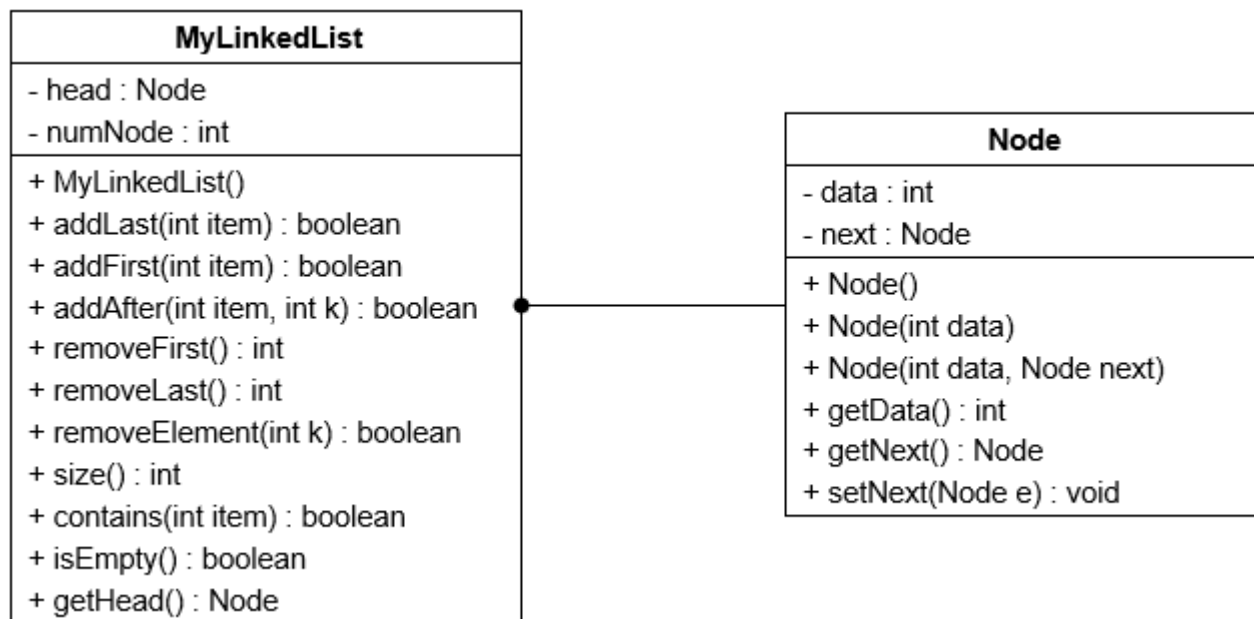 MyLinkedList
- head : Node
- numNode : int
+ MyLinkedList()
+ addLast(int item) : boolean
+ addFirst(int item) : boolean
+ addAfter(int item, int k) : boolean
+ removeFirst() : int
+ removeLast() : int
+ removeElement(int k) : boolean
+ size() : int
+ contains(int item) : boolean
+ isEmpty() : boolean
+ getHead() : Node
Node
- data : int
- next : Node
+ Node()
+ Node(int data)
+ Node(int data, Node next)
+ getData() : int
+ getNext() : Node
+ setNext(Node e) : void